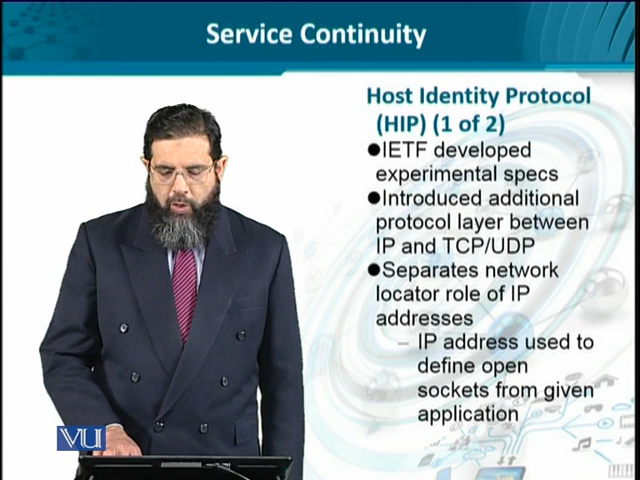 Service Continuity
Host Identity Protocol
(HIP) (1 of 2)
●IETF developed
experimental specs
●Introduced additional
protocol layer between
IP and TCP/UDP
●Separates network
locator role of IP
addresses
– IP address used to
define open
sockets from given
application
VU